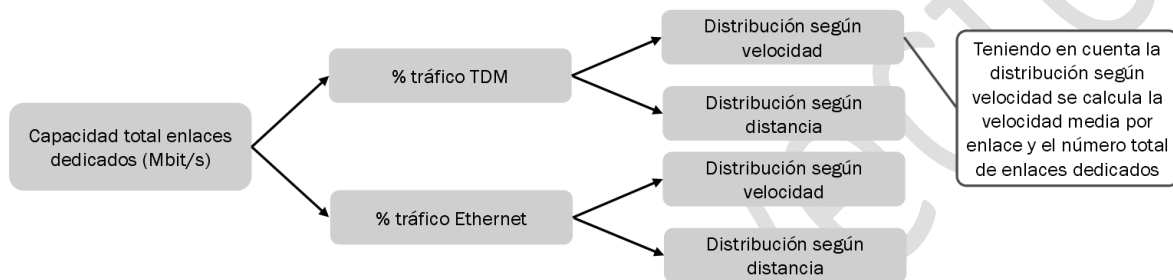 Capacidad total enlaces
dedicados (Mbit/s)
% tráfico TDM
% tráfico Ethernet
Distribución según
velocidad
Distribución según
distancia
Distribución según
velocidad
Distribución según
distancia
Teniendo en cuenta la
distribución según
velocidad se calcula la
velocidad media por
enlace y el número total
de enlaces dedicados